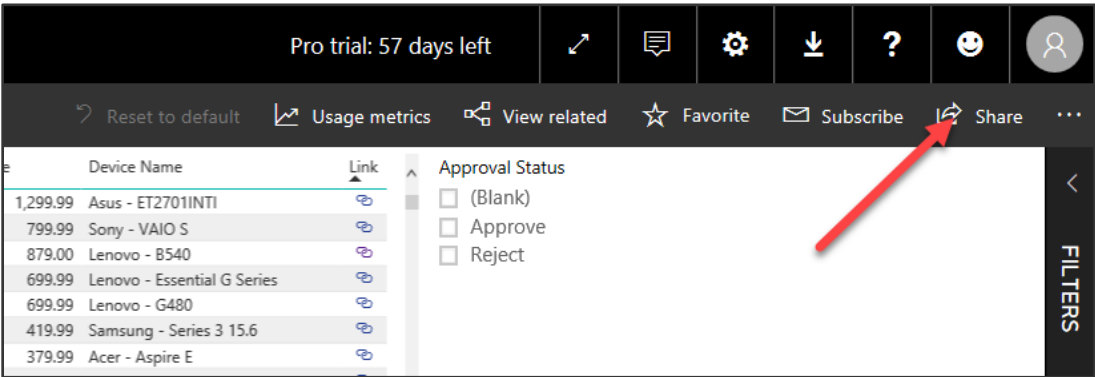 Pro trial: 57 days left
Reset to default Usage metrics View related Favorite Subscribe Share ...
e Device Name Link Approval Status
1,299.99 Asus - ET2701INTI (Blank)
799.99 Sony - VAIO S Approve
879.00 Lenovo - B540 Reject
699.99 Lenovo - Essential G Series
699.99 Lenovo - G480
419.99 Samsung - Series 3 15.6
379.99 Acer - Aspire E
FILTERS